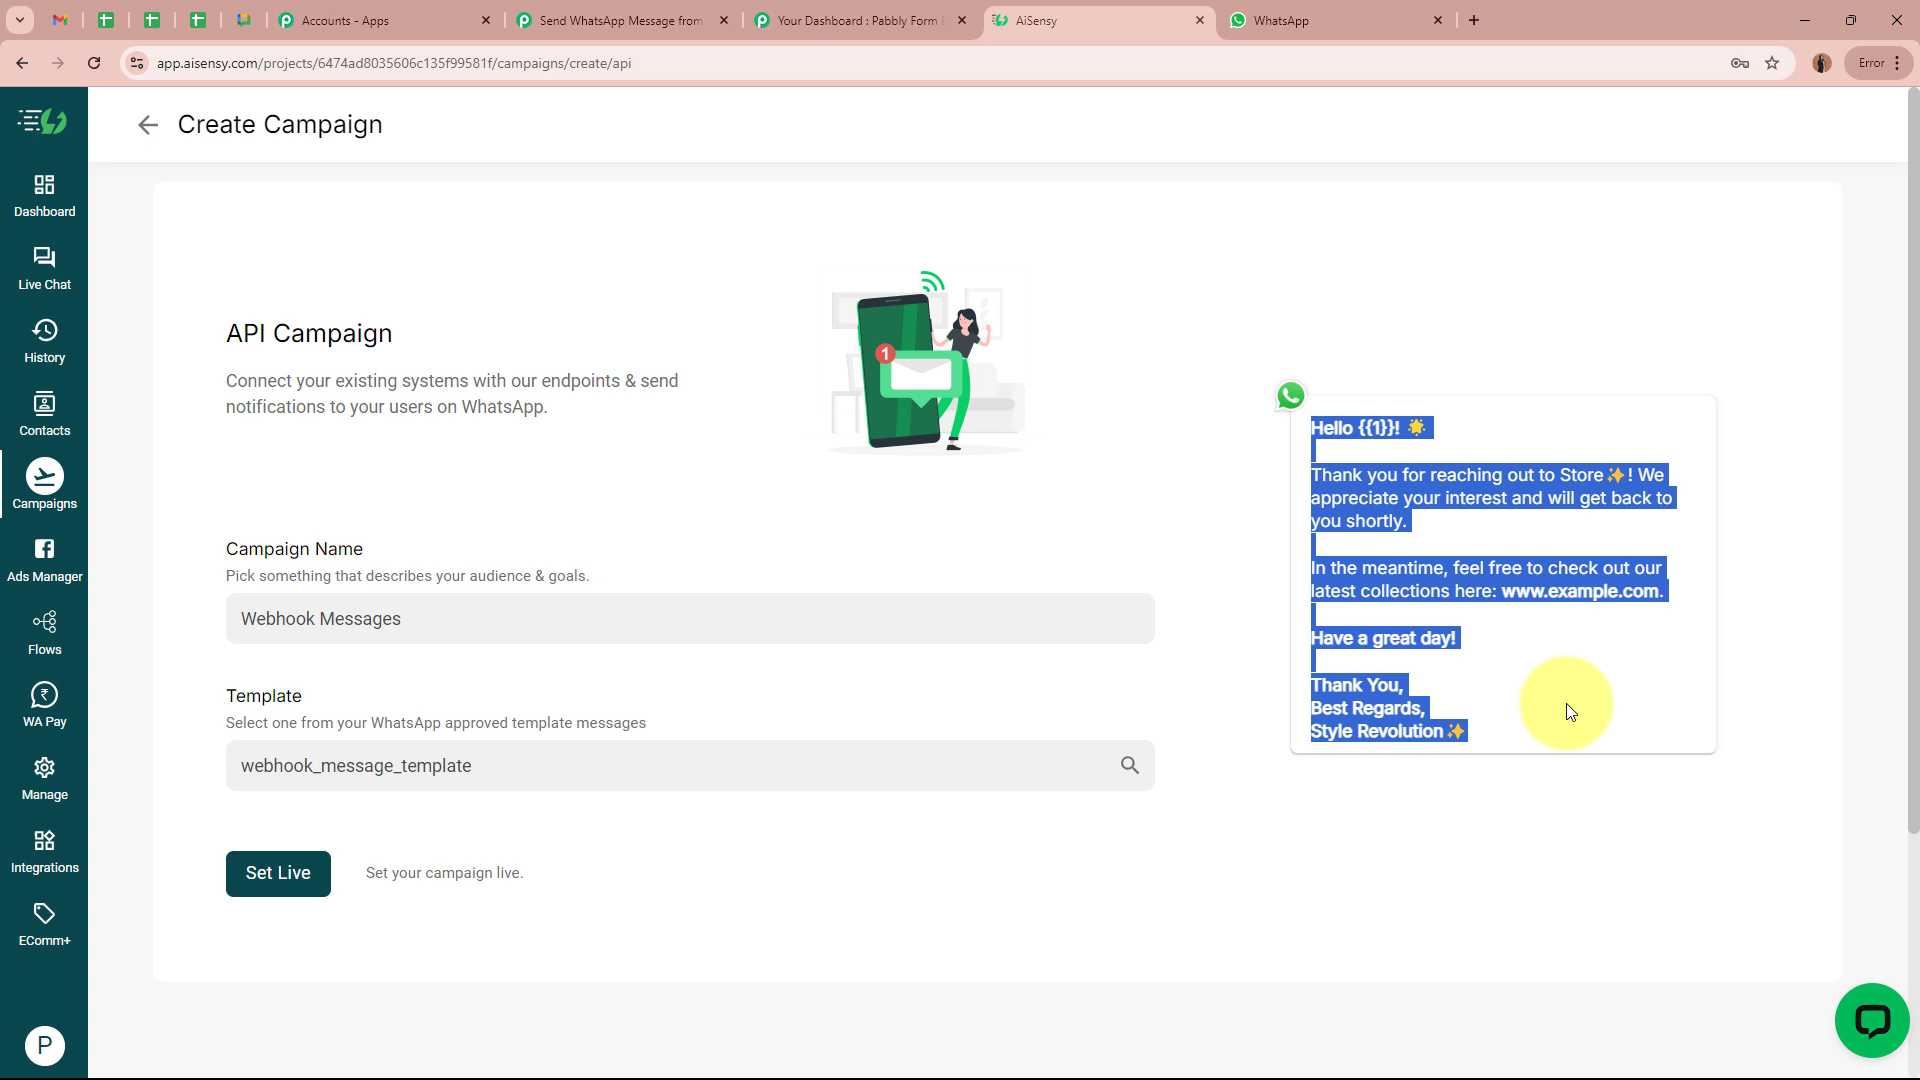 Accounts - Apps
Send WhatsApp Message from
Your Dashboard : Pabbly Form
AiSensy
WhatsApp
app.aisensy.com/projects/6474ad8035606c135f99581f/campaigns/create/api
Error
Create Campaign
Dashboard
Live Chat
History
Contacts
Campaigns
Ads Manager
Flows
WA Pay
Manage
Integrations
EComm+
P
API Campaign
Connect your existing systems with our endpoints & send
notifications to your users on WhatsApp.
1
Campaign Name
Pick something that describes your audience & goals.
Webhook Messages
Template
Select one from your WhatsApp approved template messages
webhook_message_template
Set Live
Set your campaign live.
Hello {{1}}! 🌟
Thank you for reaching out to Store✨! We
appreciate your interest and will get back to
you shortly.
In the meantime, feel free to check out our
latest collections here: www.example.com.
Have a great day!
Thank You,
Best Regards,
Style Revolution✨